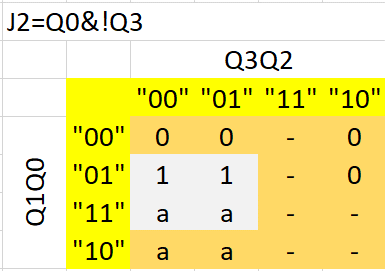 J2=Q0&!Q3
Q3Q2
"00" "01" "11" "10"
Q1Q0
"00" 0 0 - 0
"01" 1 1 - 0
"11" a a - -
"10" a a - -